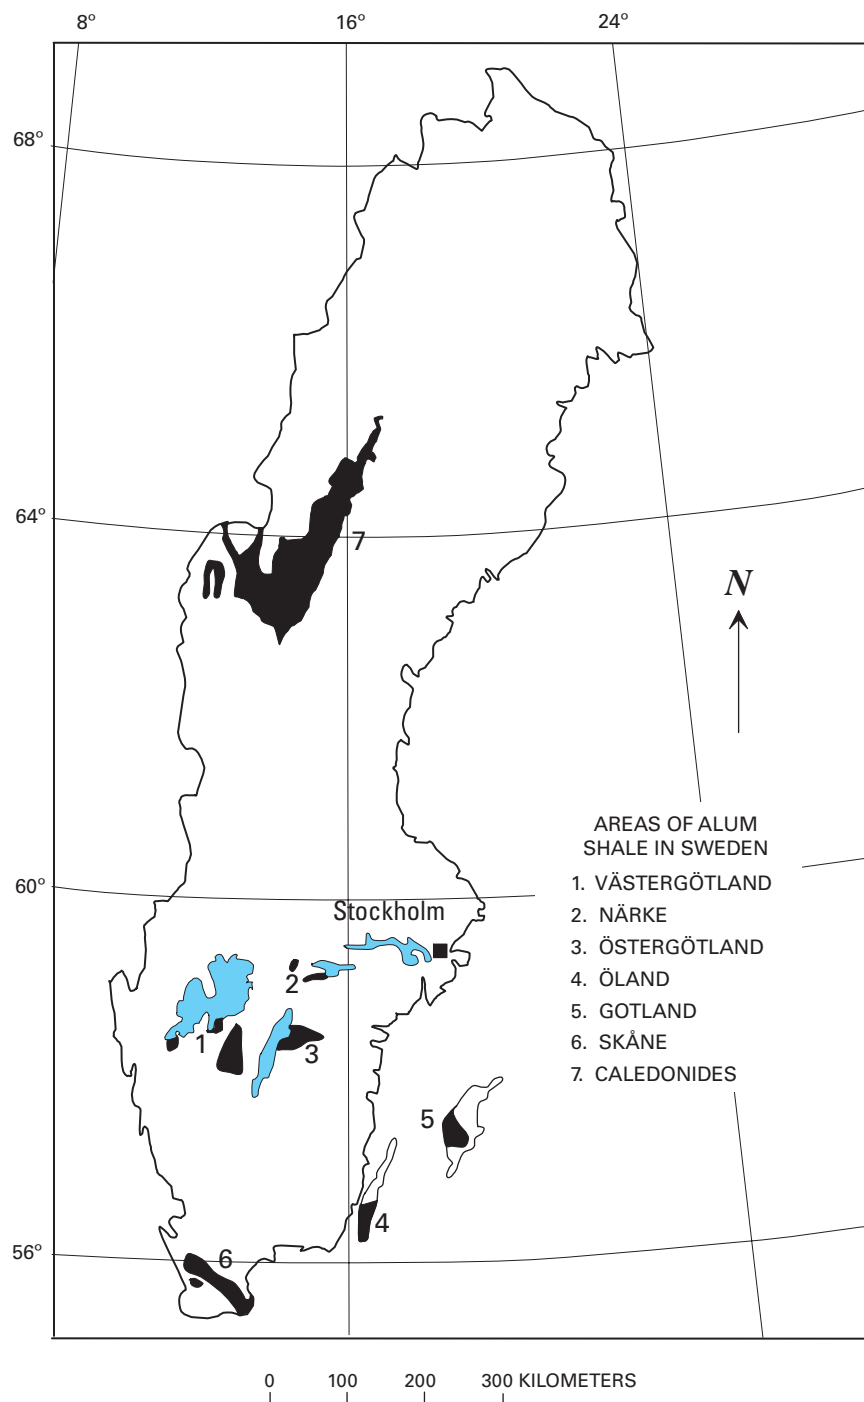 8° 16° 24°
68°
64°
7
N
AREAS OF ALUM
SHALE IN SWEDEN
1. VÄSTERGÖTLAND
2. NÄRKE
3. ÖSTERGÖTLAND
4. ÖLAND
5. GOTLAND
6. SKÅNE
7. CALEDONIDES
60°
Stockholm
2
1
3
5
4
56°
6
0 100 200 300 KILOMETERS